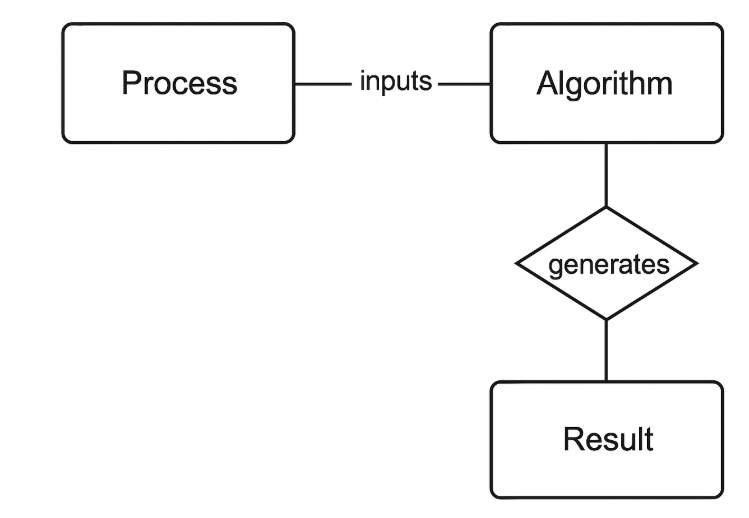 Process
inputs
Algorithm
generates
Result